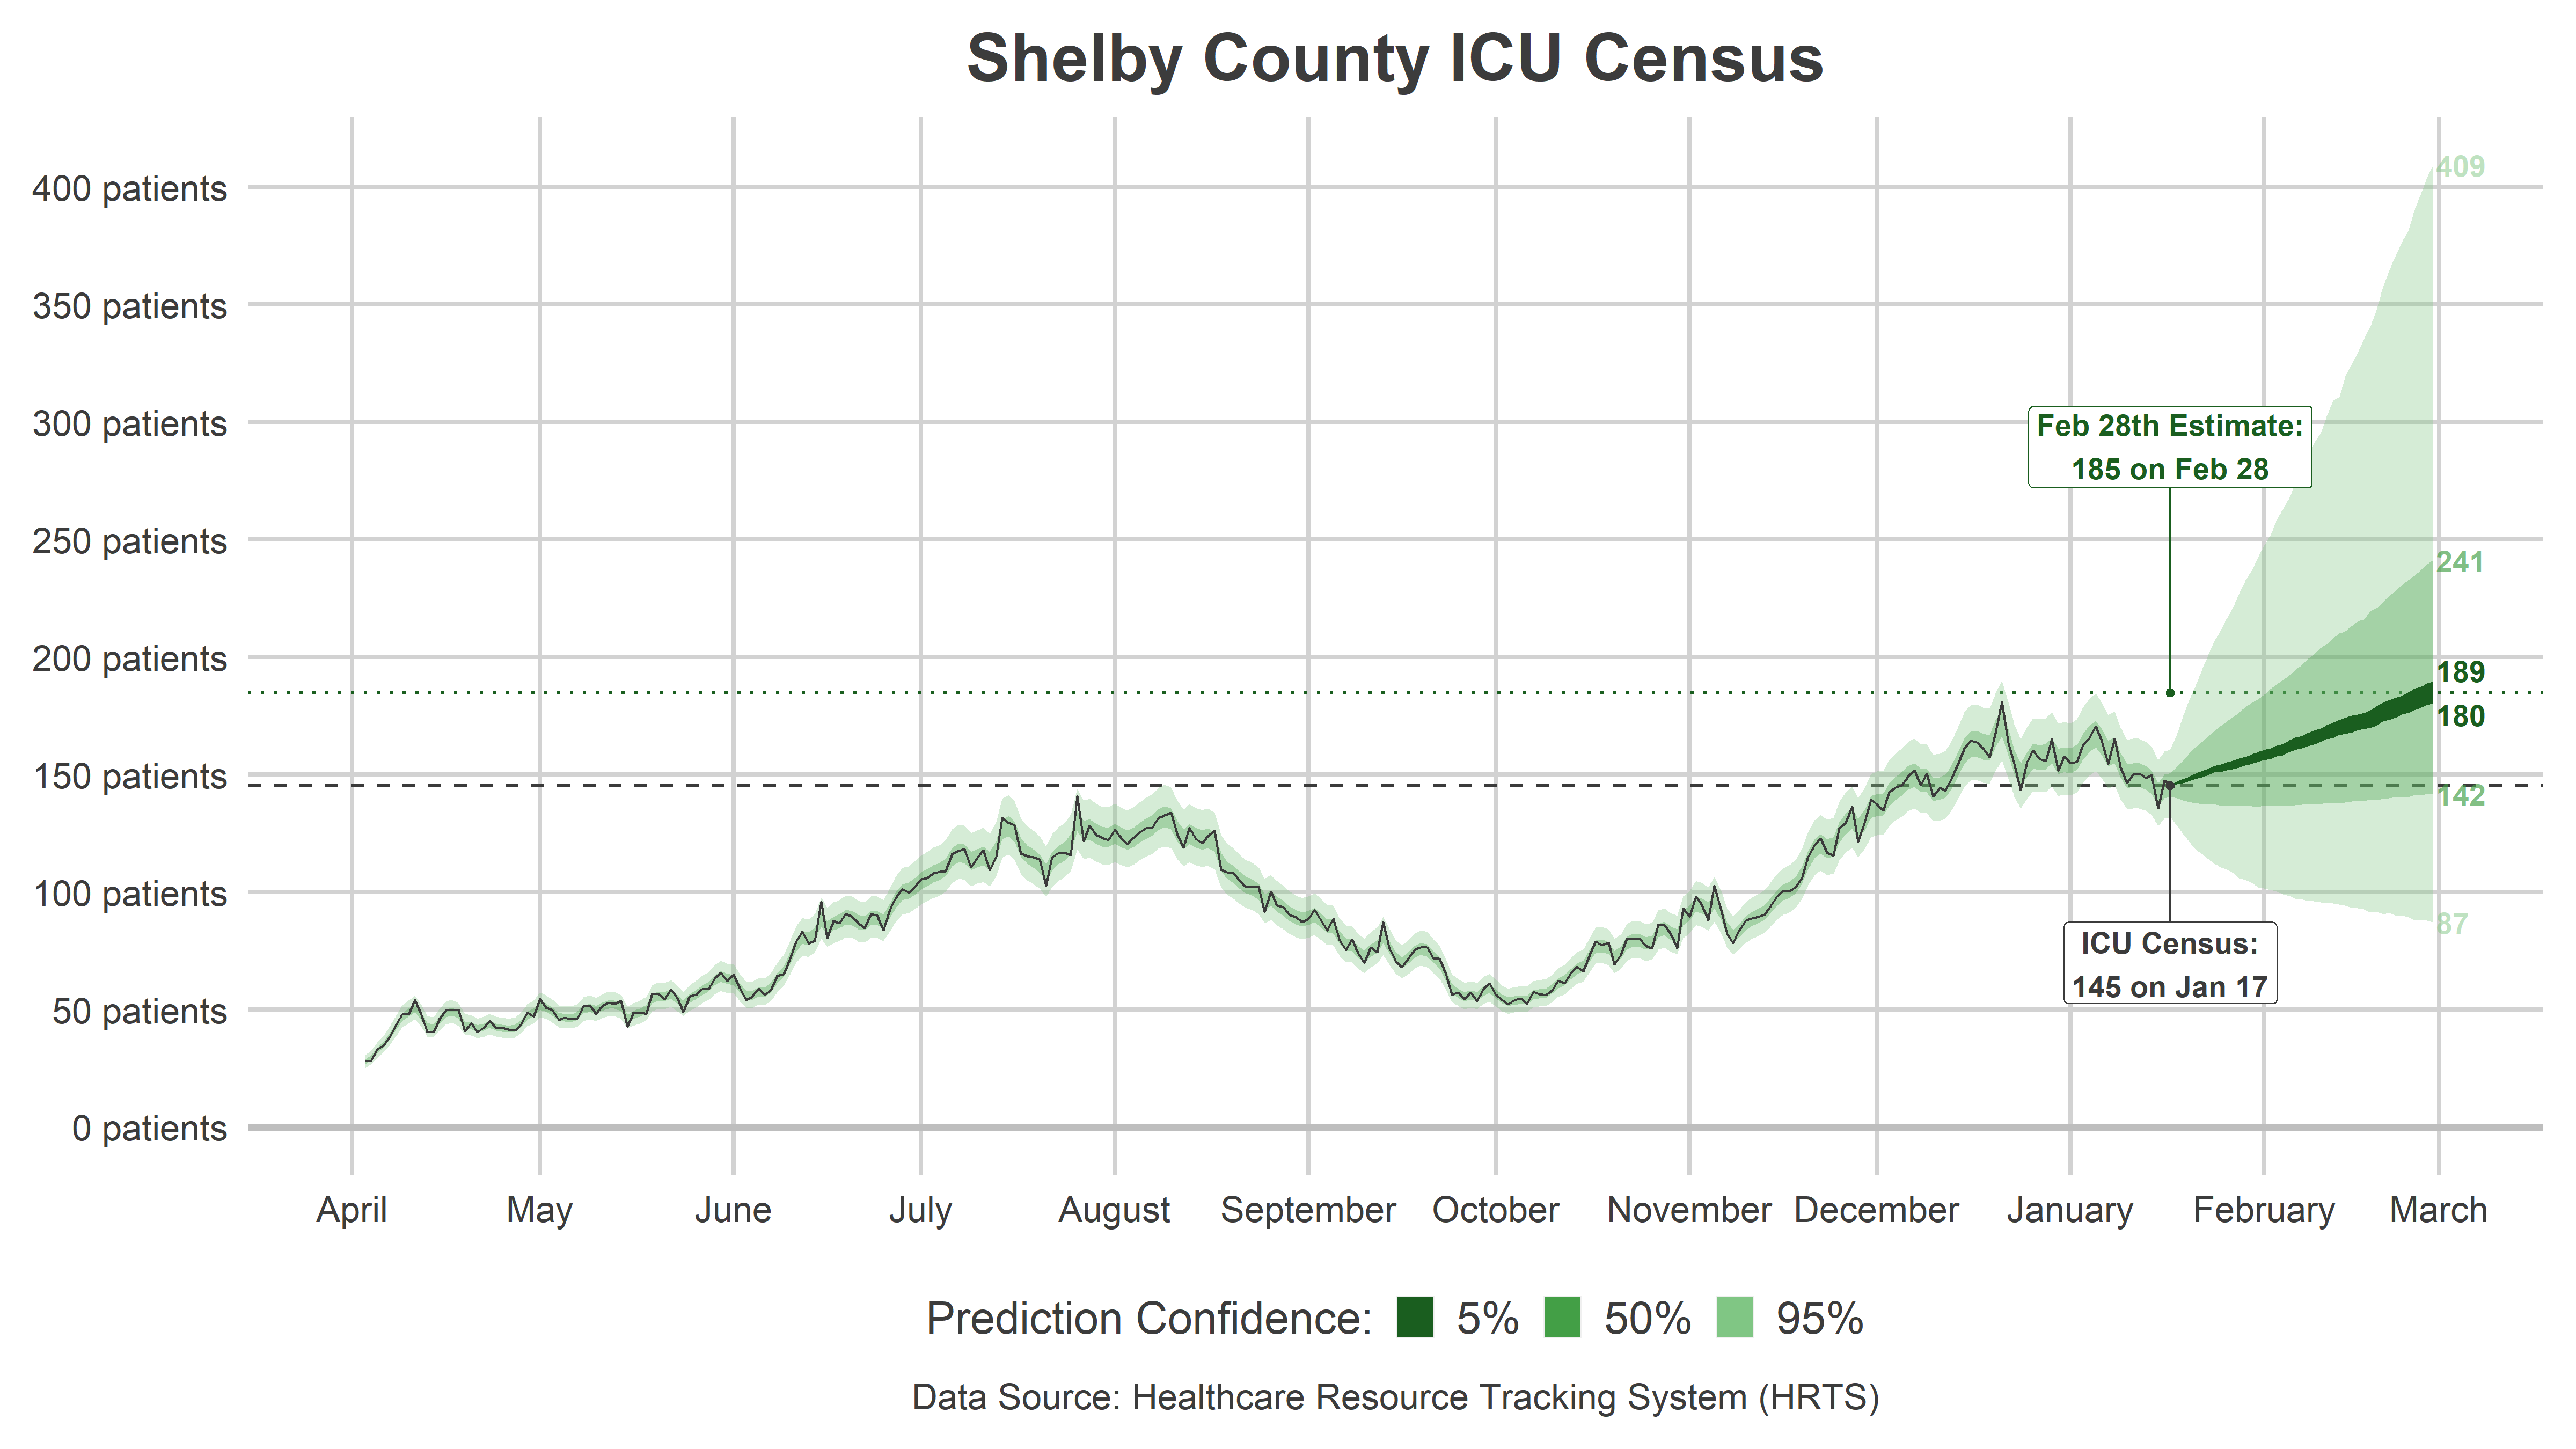 Shelby County ICU Census
400 patients
350 patients
300 patients
250 patients
200 patients
150 patients
100 patients
50 patients
0 patients
409
241
189
180
142
87
Feb 28th Estimate:
185 on Feb 28
ICU Census:
145 on Jan 17
April May June July August September October November December January February March
Prediction Confidence: 5% 50% 95%
Data Source: Healthcare Resource Tracking System (HRTS)